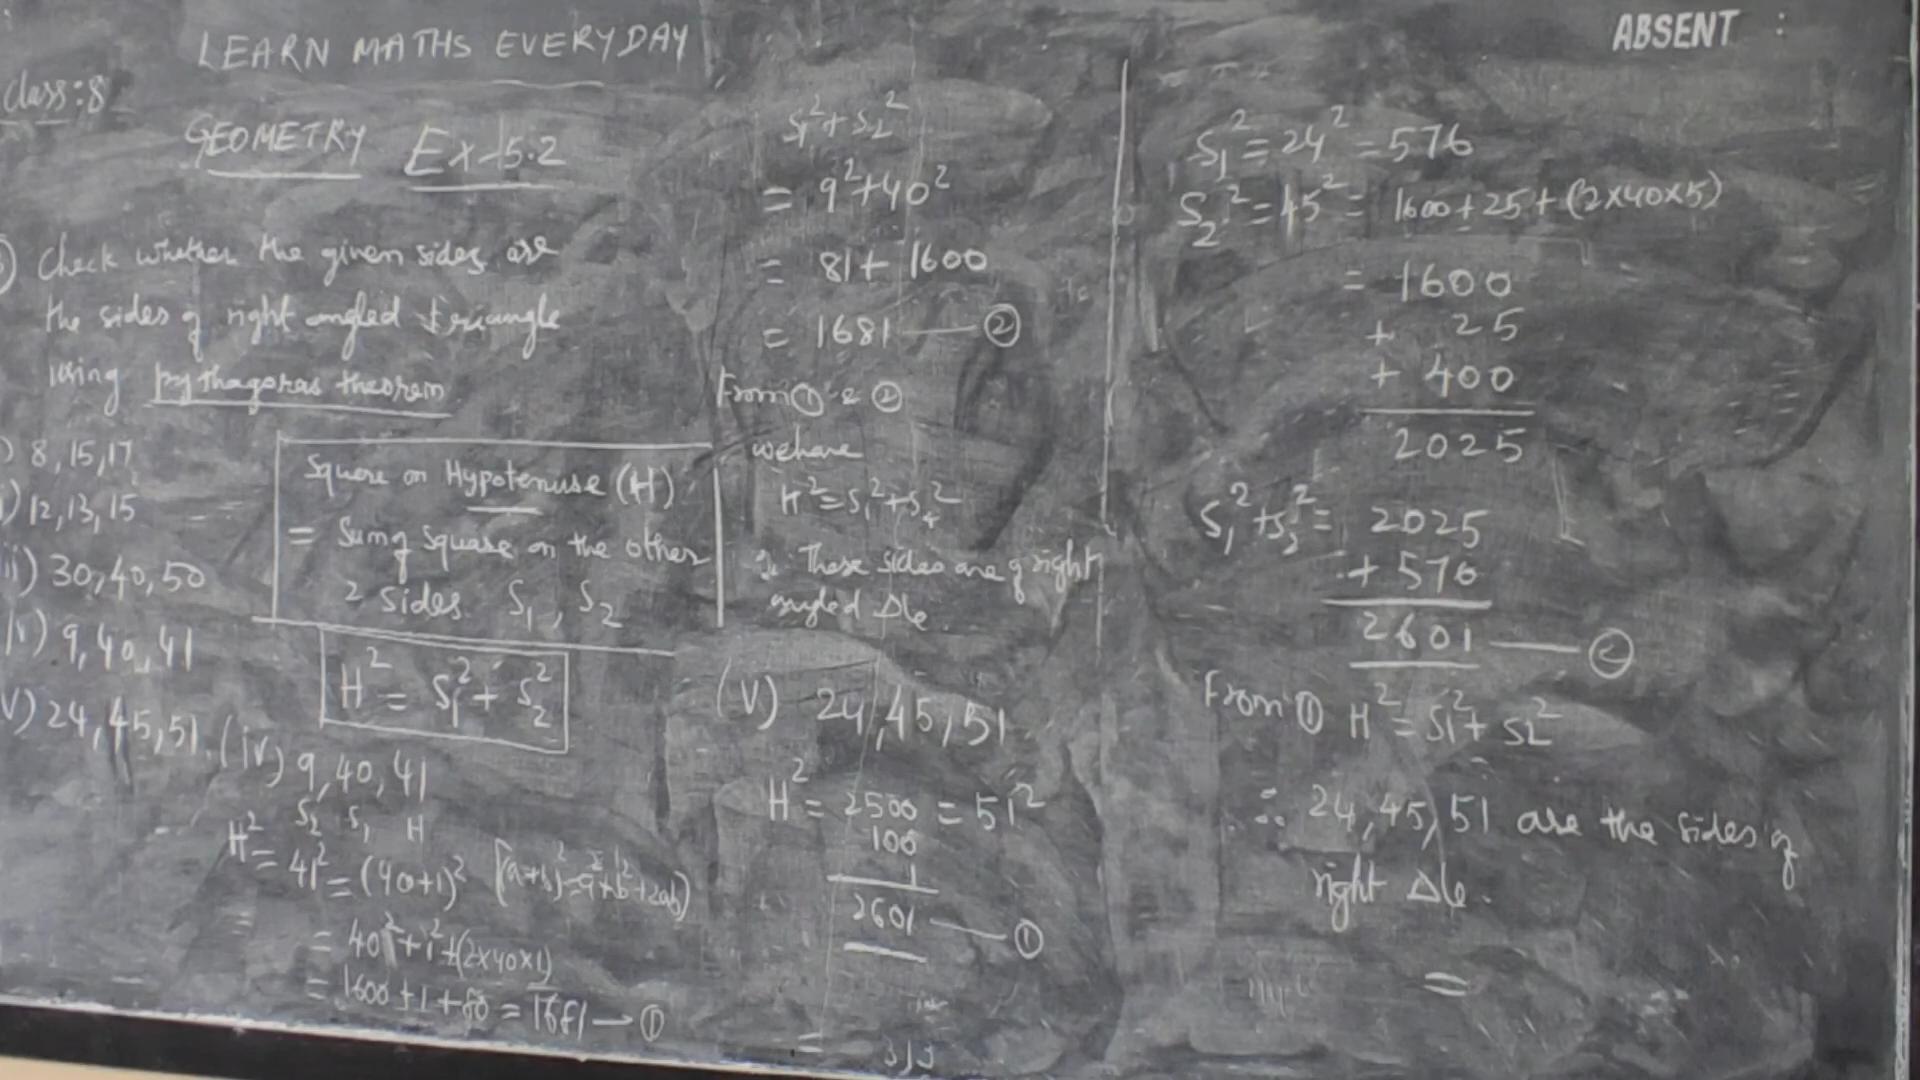 LEARN MATHS EVERYDAY
ABSENT :
Class:8
GEOMETRY Ex-15.2
) Check whether the given sides are
the sides of right angled triangle
using pythagoras theorem
) 8,15,17
i) 12,13,15
ii) 30,40,50
iv) 9,40,41
V) 24,45,51.
Square on Hypotenuse (H)
= Sum of Square on the other
2 sides S₁, S₂
H² = S₁² + S₂²
(iv) 9,40,41
S₂ S₁ H
H² = 41² = (40+1)² [(a+b)²=a²+b²+2ab)
= 40²+1²+(2×40×1)
= 1600+1+80 = 1681 → ①
S₁²+S₂²
= 9²+40²
= 81+ 1600
= 1681 — ②
From ① & ②
we have
H²=S₁²+S₂²
∴ These sides are of right
angled Δle.
(V) 24,45,51
H² = 2500 = 51²
100
1
2601 — ①
S₁² = 24² = 576
S₂² = 45² = 1600+25+(2×40×5)
= 1600
+ 25
+ 400
2025
S₁²+S₂² = 2025
+ 576
2601 — ②
From ① H² = S₁²+ S₂²
∴ 24,45,51 are the sides of
right Δle.
=